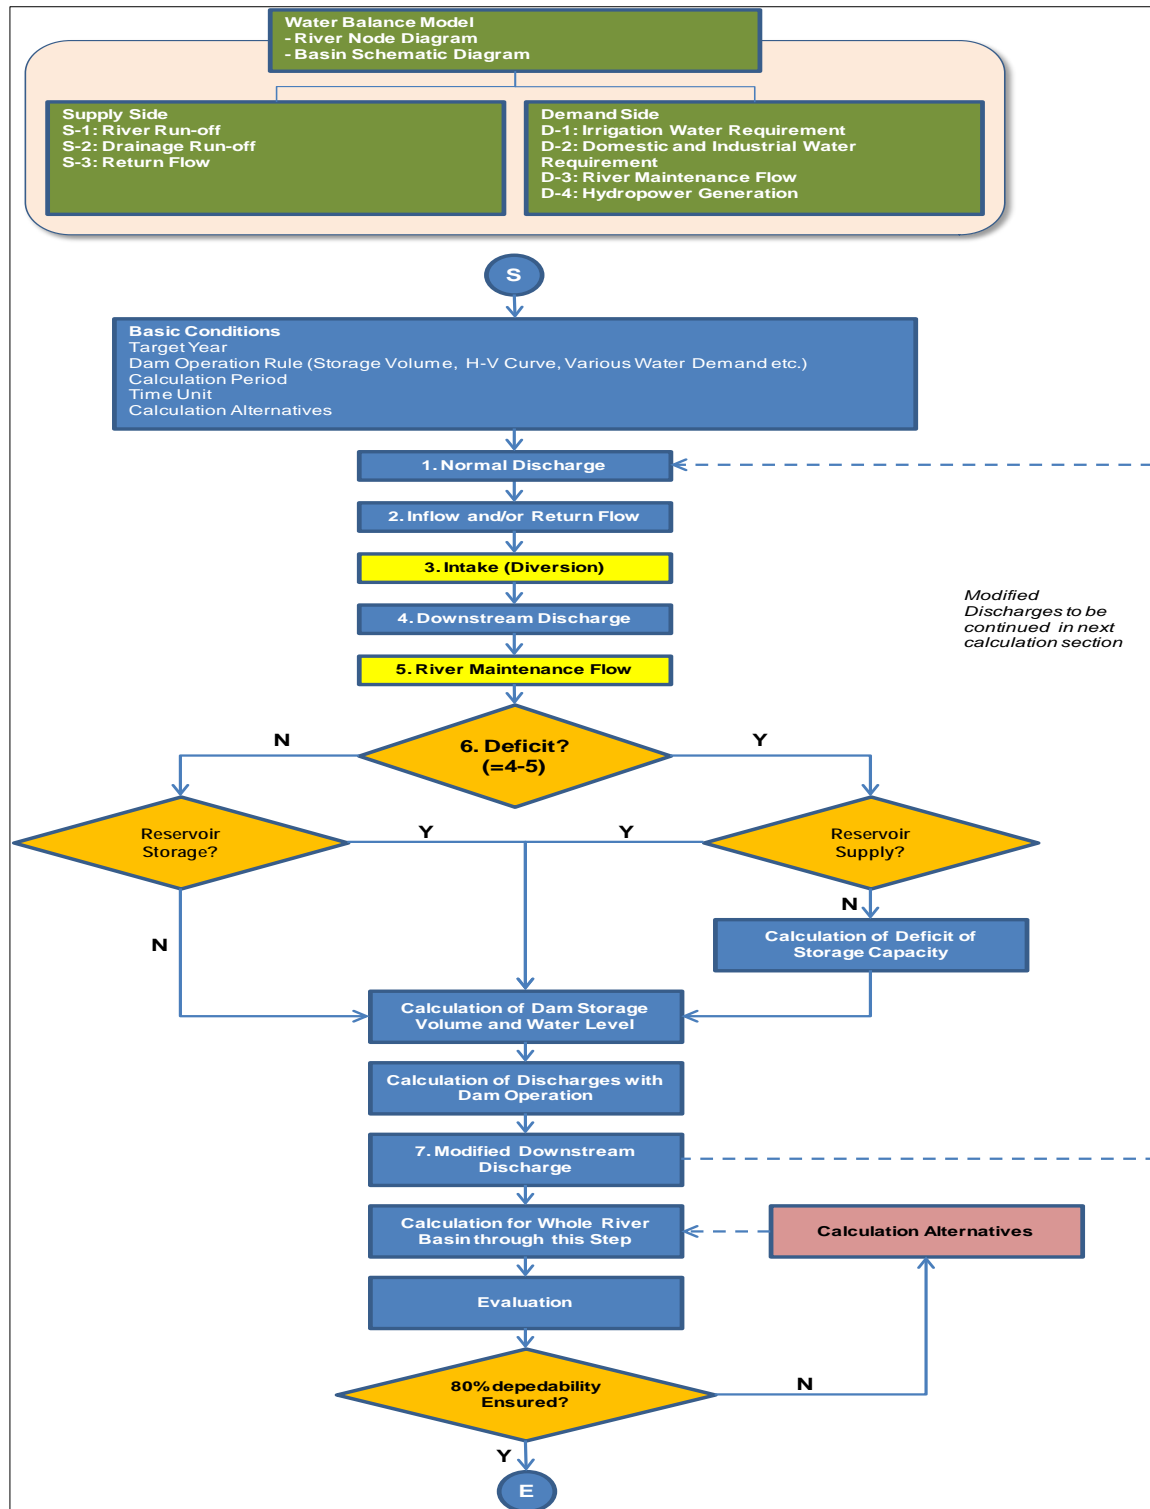 Water Balance Model
- River Node Diagram
- Basin Schematic Diagram
Supply Side
S-1: River Run-off
S-2: Drainage Run-off
S-3: Return Flow
Demand Side
D-1: Irrigation Water Requirement
D-2: Domestic and Industrial Water
Requirement
D-3: River Maintenance Flow
D-4: Hydropower Generation
S
Basic Conditions
Target Year
Dam Operation Rule (Storage Volume, H-V Curve, Various Water Demand etc.)
Calculation Period
Time Unit
Calculation Alternatives
1. Normal Discharge
2. Inflow and/or Return Flow
3. Intake (Diversion)
4. Downstream Discharge
5. River Maintenance Flow
Modified
Discharges to be
continued in next
calculation section
6. Deficit?
(=4-5)
N
Y
Reservoir
Storage?
Y
Y
Reservoir
Supply?
N
N
Calculation of Deficit of
Storage Capacity
Calculation of Dam Storage
Volume and Water Level
Calculation of Discharges with
Dam Operation
7. Modified Downstream
Discharge
Calculation for Whole River
Basin through this Step
Calculation Alternatives
Evaluation
80% depedability
Ensured?
N
Y
E